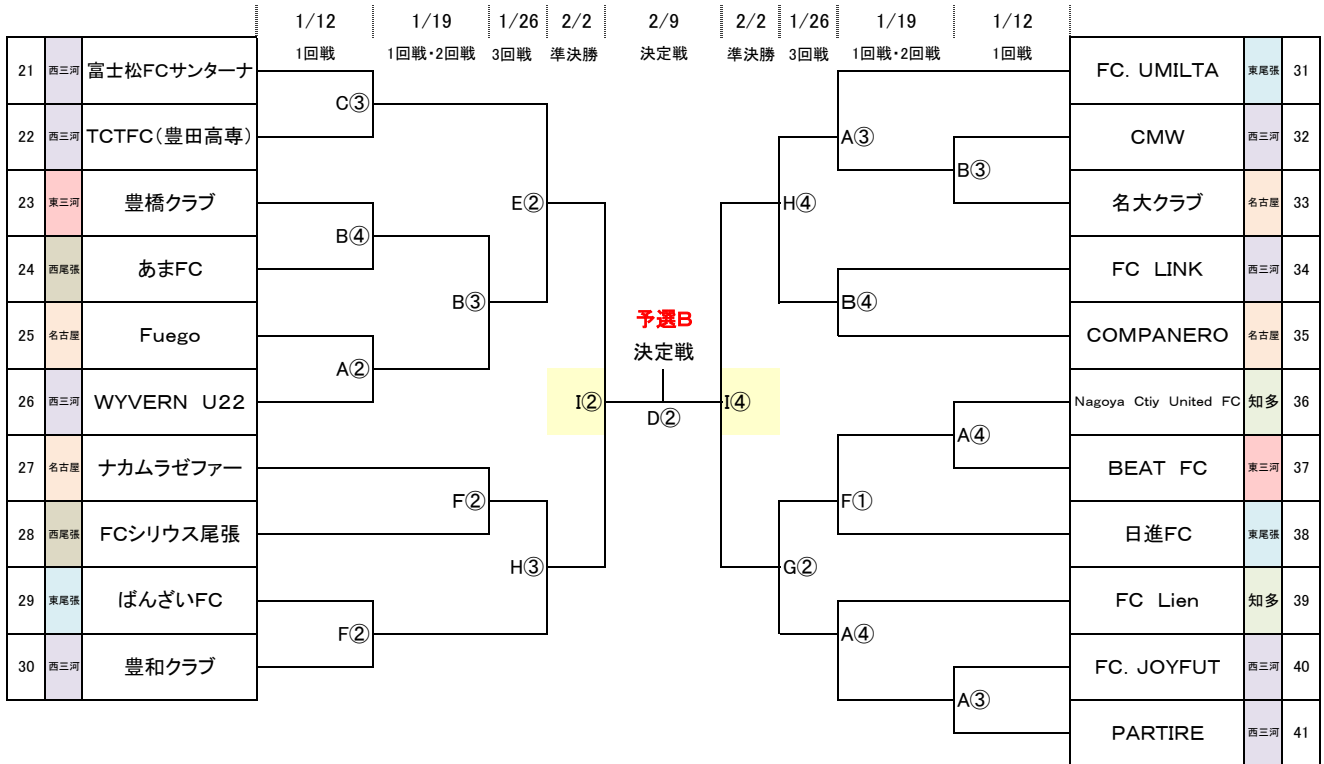 1/12 1/19 1/26 2/2 2/9 2/2 1/26 1/19 1/12
1回戦 1回戦・2回戦 3回戦 準決勝 決定戦 準決勝 3回戦 1回戦・2回戦 1回戦
21 西三河 富士松FCサンターナ
22 西三河 TCTFC(豊田高専)
23 東三河 豊橋クラブ
24 西尾張 あまFC
25 名古屋 Fuego
26 西三河 WYVERN U22
27 名古屋 ナカムラゼファー
28 西尾張 FCシリウス尾張
29 東尾張 ばんざいFC
30 西三河 豊和クラブ
C③
B④
A②
F②
B③
F②
E②
H③
I②
予選B
決定戦
D②
I④
H④
G②
A③
B④
F①
A④
B③
A④
A③
FC. UMILTA 東尾張 31
CMW 西三河 32
名大クラブ 名古屋 33
FC LINK 西三河 34
COMPANERO 名古屋 35
Nagoya Ctiy United FC 知多 36
BEAT FC 東三河 37
日進FC 東尾張 38
FC Lien 知多 39
FC. JOYFUT 西三河 40
PARTIRE 西三河 41